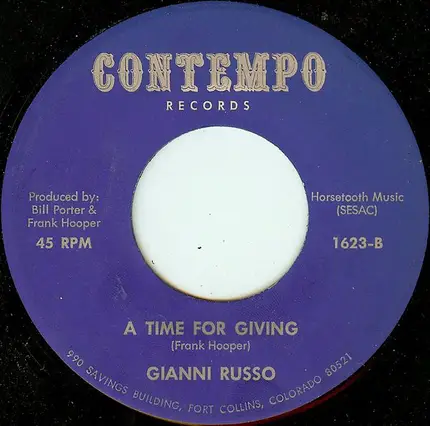 CONTEMPO
RECORDS
Produced by:
Bill Porter &
Frank Hooper
45 RPM
Horsetooth Music
(SESAC)
1623-B
A TIME FOR GIVING
(Frank Hooper)
GIANNI RUSSO
990 SAVINGS BUILDING, FORT COLLINS, COLORADO 80521